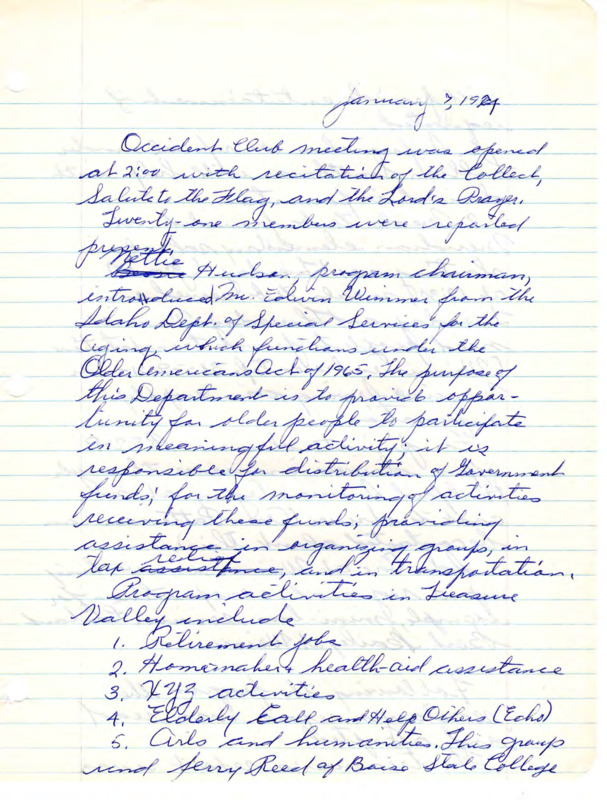 January 7, 1974
Occident Club meeting was opened
at 2:00 with recitation of the Collect,
Salute to the Flag, and the Lord's Prayer.
Twenty-one members were reported
present.
Nettie
Hudson, program chairman,
introduced Mr. Edwin Wimmer from the
Idaho Dept. of Special Services for the
Aging, which functions under the
Older Americans Act of 1965. The purpose of
this Department is to provide oppor-
tunity for older people to participate
in meaningful activity; it is
responsible for distribution of Government
funds; for the monitoring of activities
receiving these funds; providing
assistance in organizing groups, in
relief
tax assistance, and in transportation.
Program activities in Treasure
Valley include
1. Retirement jobs
2. Homemaker & health-aid assistance
3. XYZ activities
4. Elderly Call and Help Others (Echo)
5. Arts and humanities. This group
and Jerry Reed of Boise State College